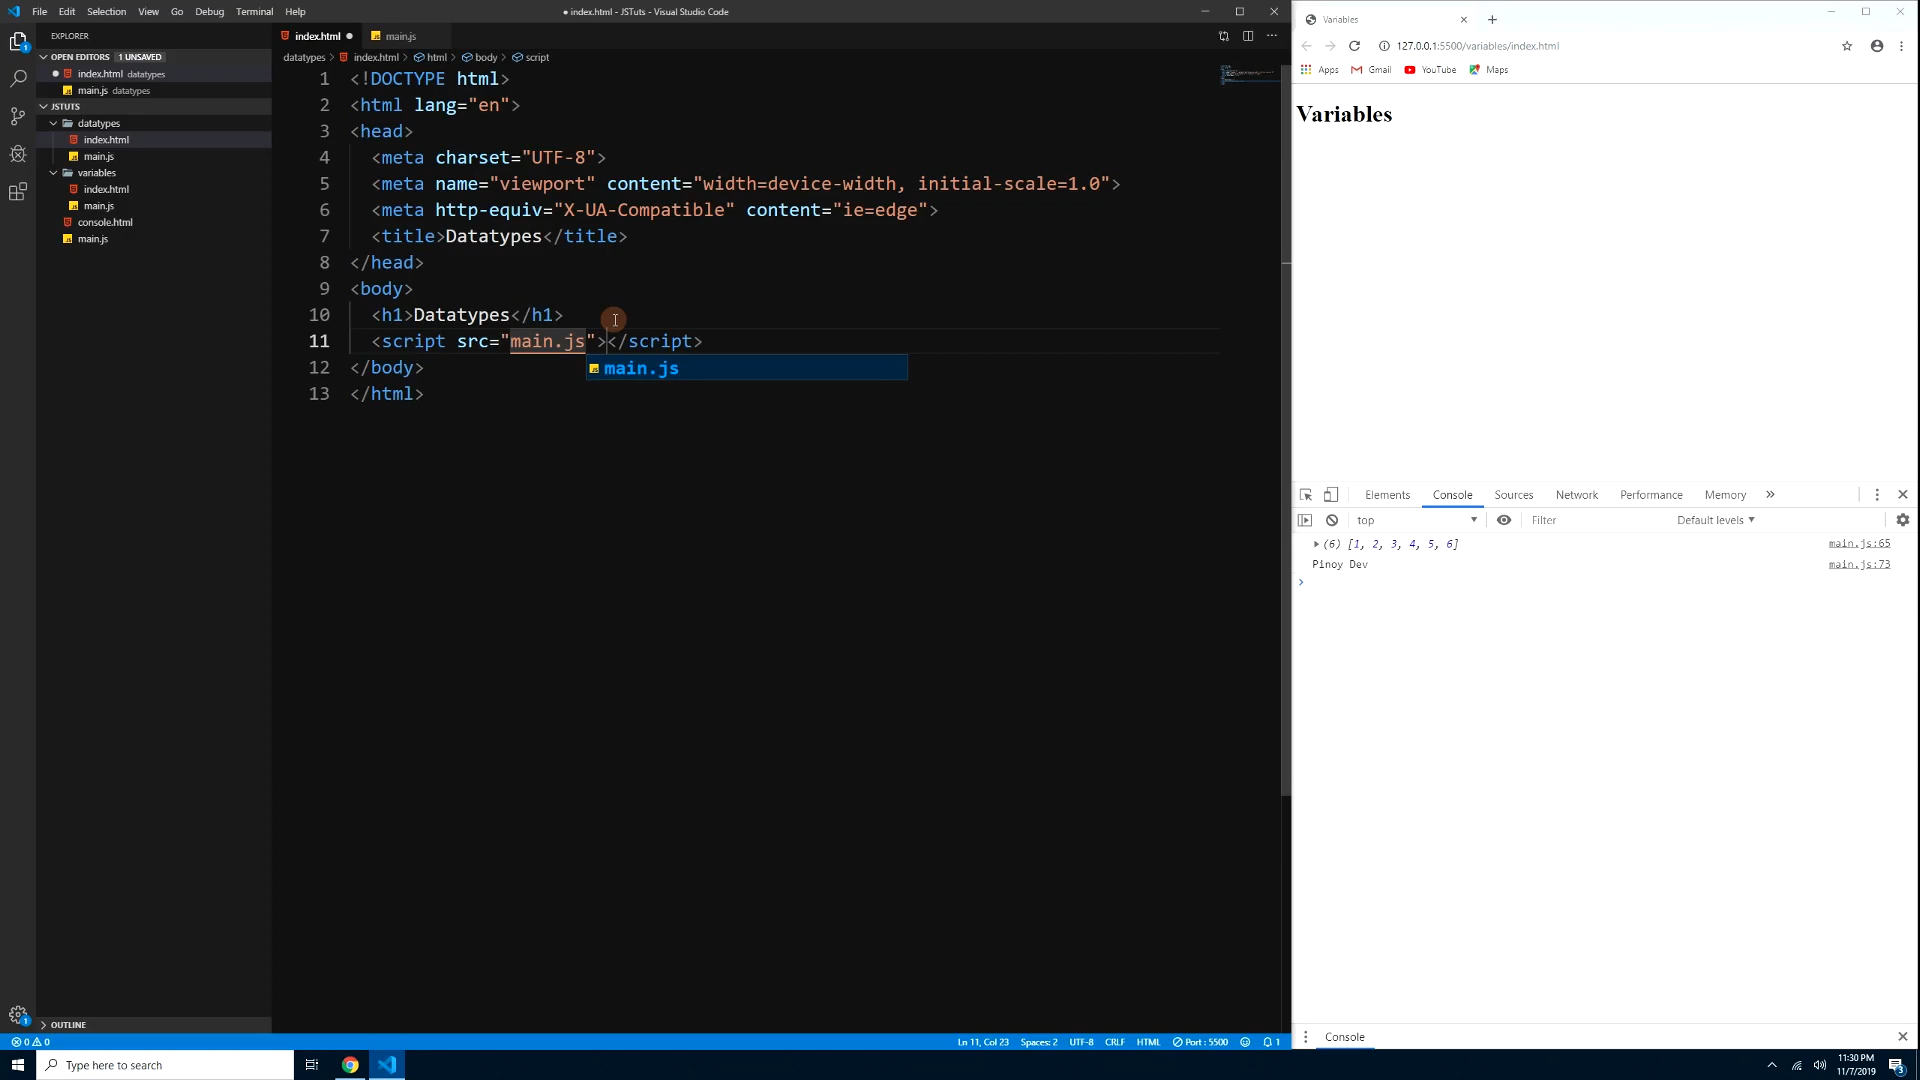 File Edit Selection View Go Debug Terminal Help
● index.html - JSTuts - Visual Studio Code
EXPLORER
OPEN EDITORS 1 UNSAVED
index.html datatypes
main.js datatypes
JSTUTS
datatypes
index.html
main.js
variables
index.html
main.js
console.html
main.js
OUTLINE
index.html ● main.js
datatypes > index.html > html > body > script
1 <!DOCTYPE html>
2 <html lang="en">
3 <head>
4 <meta charset="UTF-8">
5 <meta name="viewport" content="width=device-width, initial-scale=1.0">
6 <meta http-equiv="X-UA-Compatible" content="ie=edge">
7 <title>Datatypes</title>
8 </head>
9 <body>
10 <h1>Datatypes</h1>
11 <script src="main.js"></script>
main.js
12 </body>
13 </html>
0 0
Ln 11, Col 23 Spaces: 2 UTF-8 CRLF HTML Port : 5500 1
Variables
127.0.0.1:5500/variables/index.html
Apps Gmail YouTube Maps
Variables
Elements Console Sources Network Performance Memory »
top Filter Default levels
(6) [1, 2, 3, 4, 5, 6] main.js:65
Pinoy Dev main.js:73
Console
Type here to search
11:30 PM
11/7/2019
3